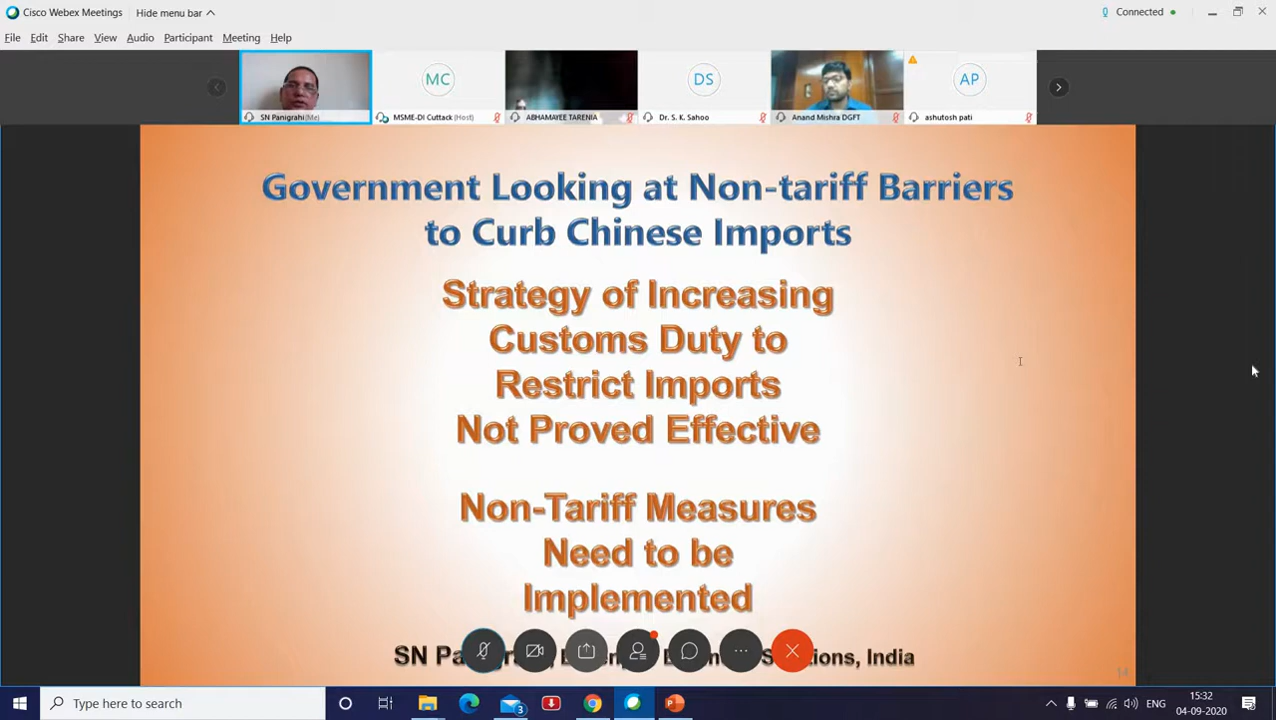 Cisco Webex Meetings Hide menu bar Connected
File Edit Share View Audio Participant Meeting Help
MC DS AP
SN Panigrahi (Me) MSME-DI Cuttack (Host) ABHAMAYEE TARENIA Dr. S. K. Sahoo Anand Mishra DGFT ashutosh pati
Government Looking at Non-tariff Barriers
to Curb Chinese Imports
Strategy of Increasing
Customs Duty to
Restrict Imports
Not Proved Effective
Non-Tariff Measures
Need to be
Implemented
SN India
14
Type here to search 3 ENG 15:32
04-09-2020